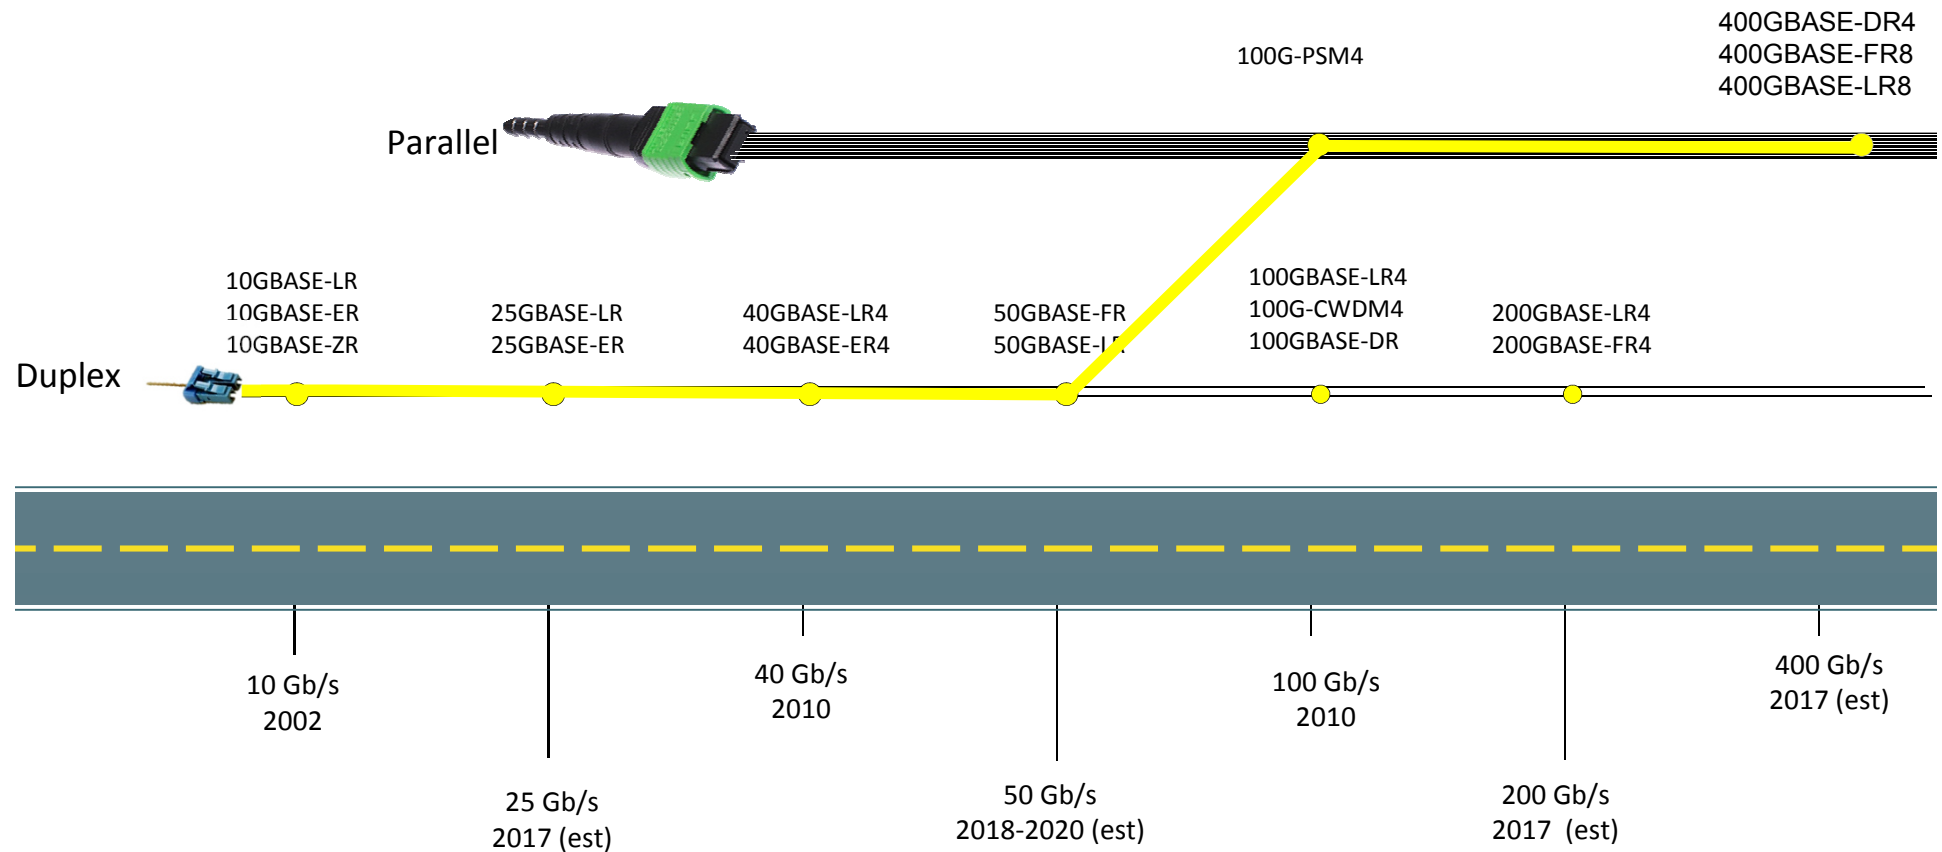 400GBASE-DR4
400GBASE-FR8
400GBASE-LR8
100G-PSM4
Parallel
10GBASE-LR
10GBASE-ER
10GBASE-ZR
25GBASE-LR
25GBASE-ER
40GBASE-LR4
40GBASE-ER4
50GBASE-FR
50GBASE-LR
100GBASE-LR4
100G-CWDM4
100GBASE-DR
200GBASE-LR4
200GBASE-FR4
Duplex
10 Gb/s
2002
25 Gb/s
2017 (est)
40 Gb/s
2010
50 Gb/s
2018-2020 (est)
100 Gb/s
2010
200 Gb/s
2017  (est)
400 Gb/s
2017 (est)